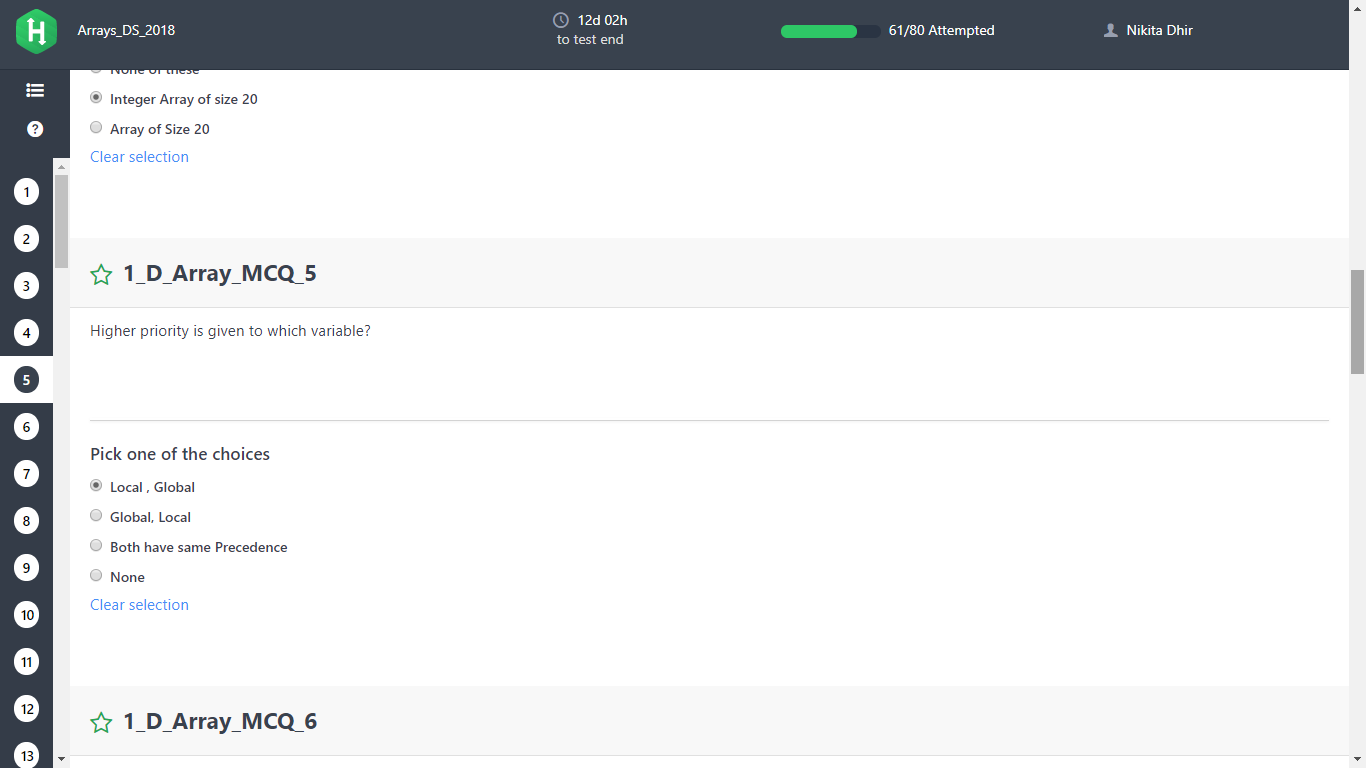 Arrays_DS_2018
12d 02h
to test end
61/80 Attempted
Nikita Dhir
None of these
Integer Array of size 20
Array of Size 20
Clear selection
1
2
3
4
5
6
7
8
9
10
11
12
13
1_D_Array_MCQ_5
Higher priority is given to which variable?
Pick one of the choices
Local , Global
Global, Local
Both have same Precedence
None
Clear selection
1_D_Array_MCQ_6